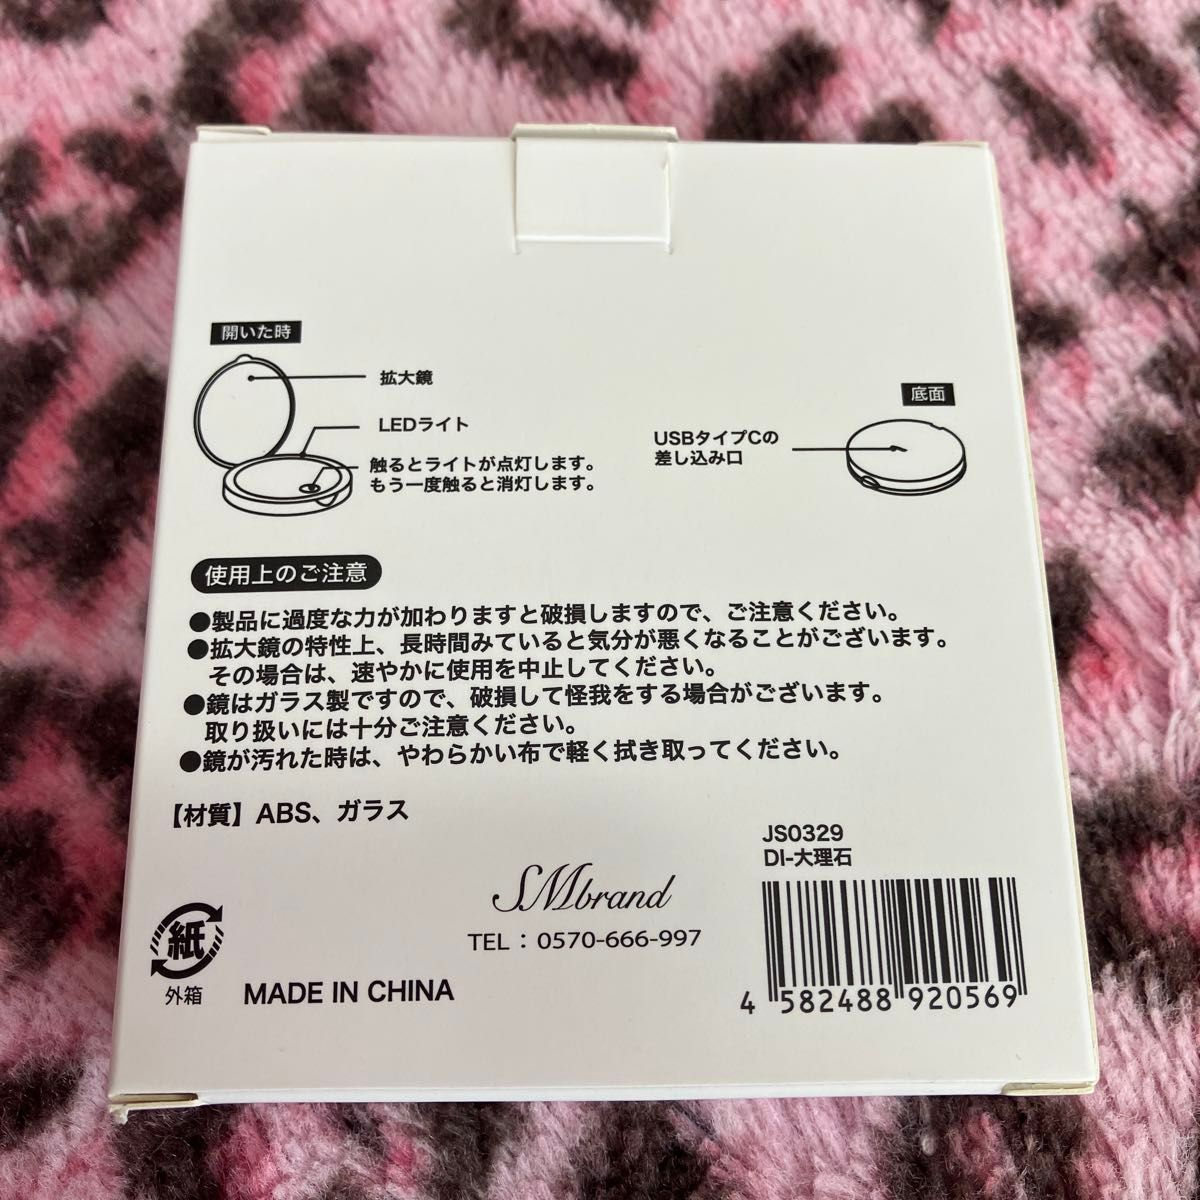 開いた時
拡大鏡
LEDライト
触るとライトが点灯します。
もう一度触ると消灯します。
底面
USBタイプCの
差し込み口
使用上のご注意
●製品に過度な力が加わりますと破損しますので、ご注意ください。
●拡大鏡の特性上、長時間みていると気分が悪くなることがございます。
その場合は、速やかに使用を中止してください。
●鏡はガラス製ですので、破損して怪我をする場合がございます。
取り扱いには十分ご注意ください。
●鏡が汚れた時は、やわらかい布で軽く拭き取ってください。
【材質】ABS、ガラス
JS0329
DI-大理石
SMbrand
TEL：0570-666-997
紙
外箱
MADE IN CHINA
4 582488 920569